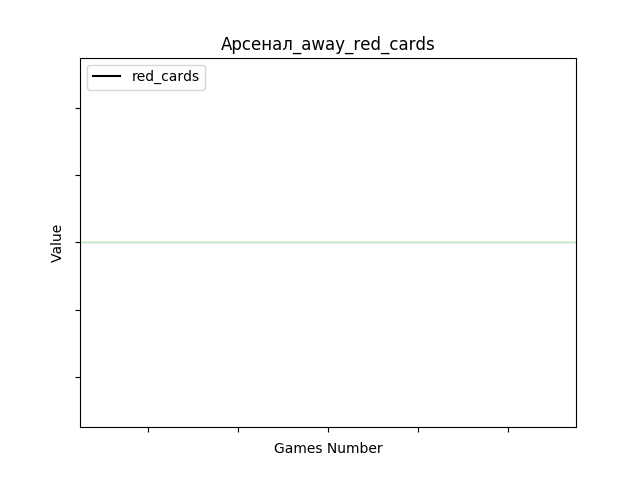 Арсенал_away_red_cards
red_cards
Value
Games Number